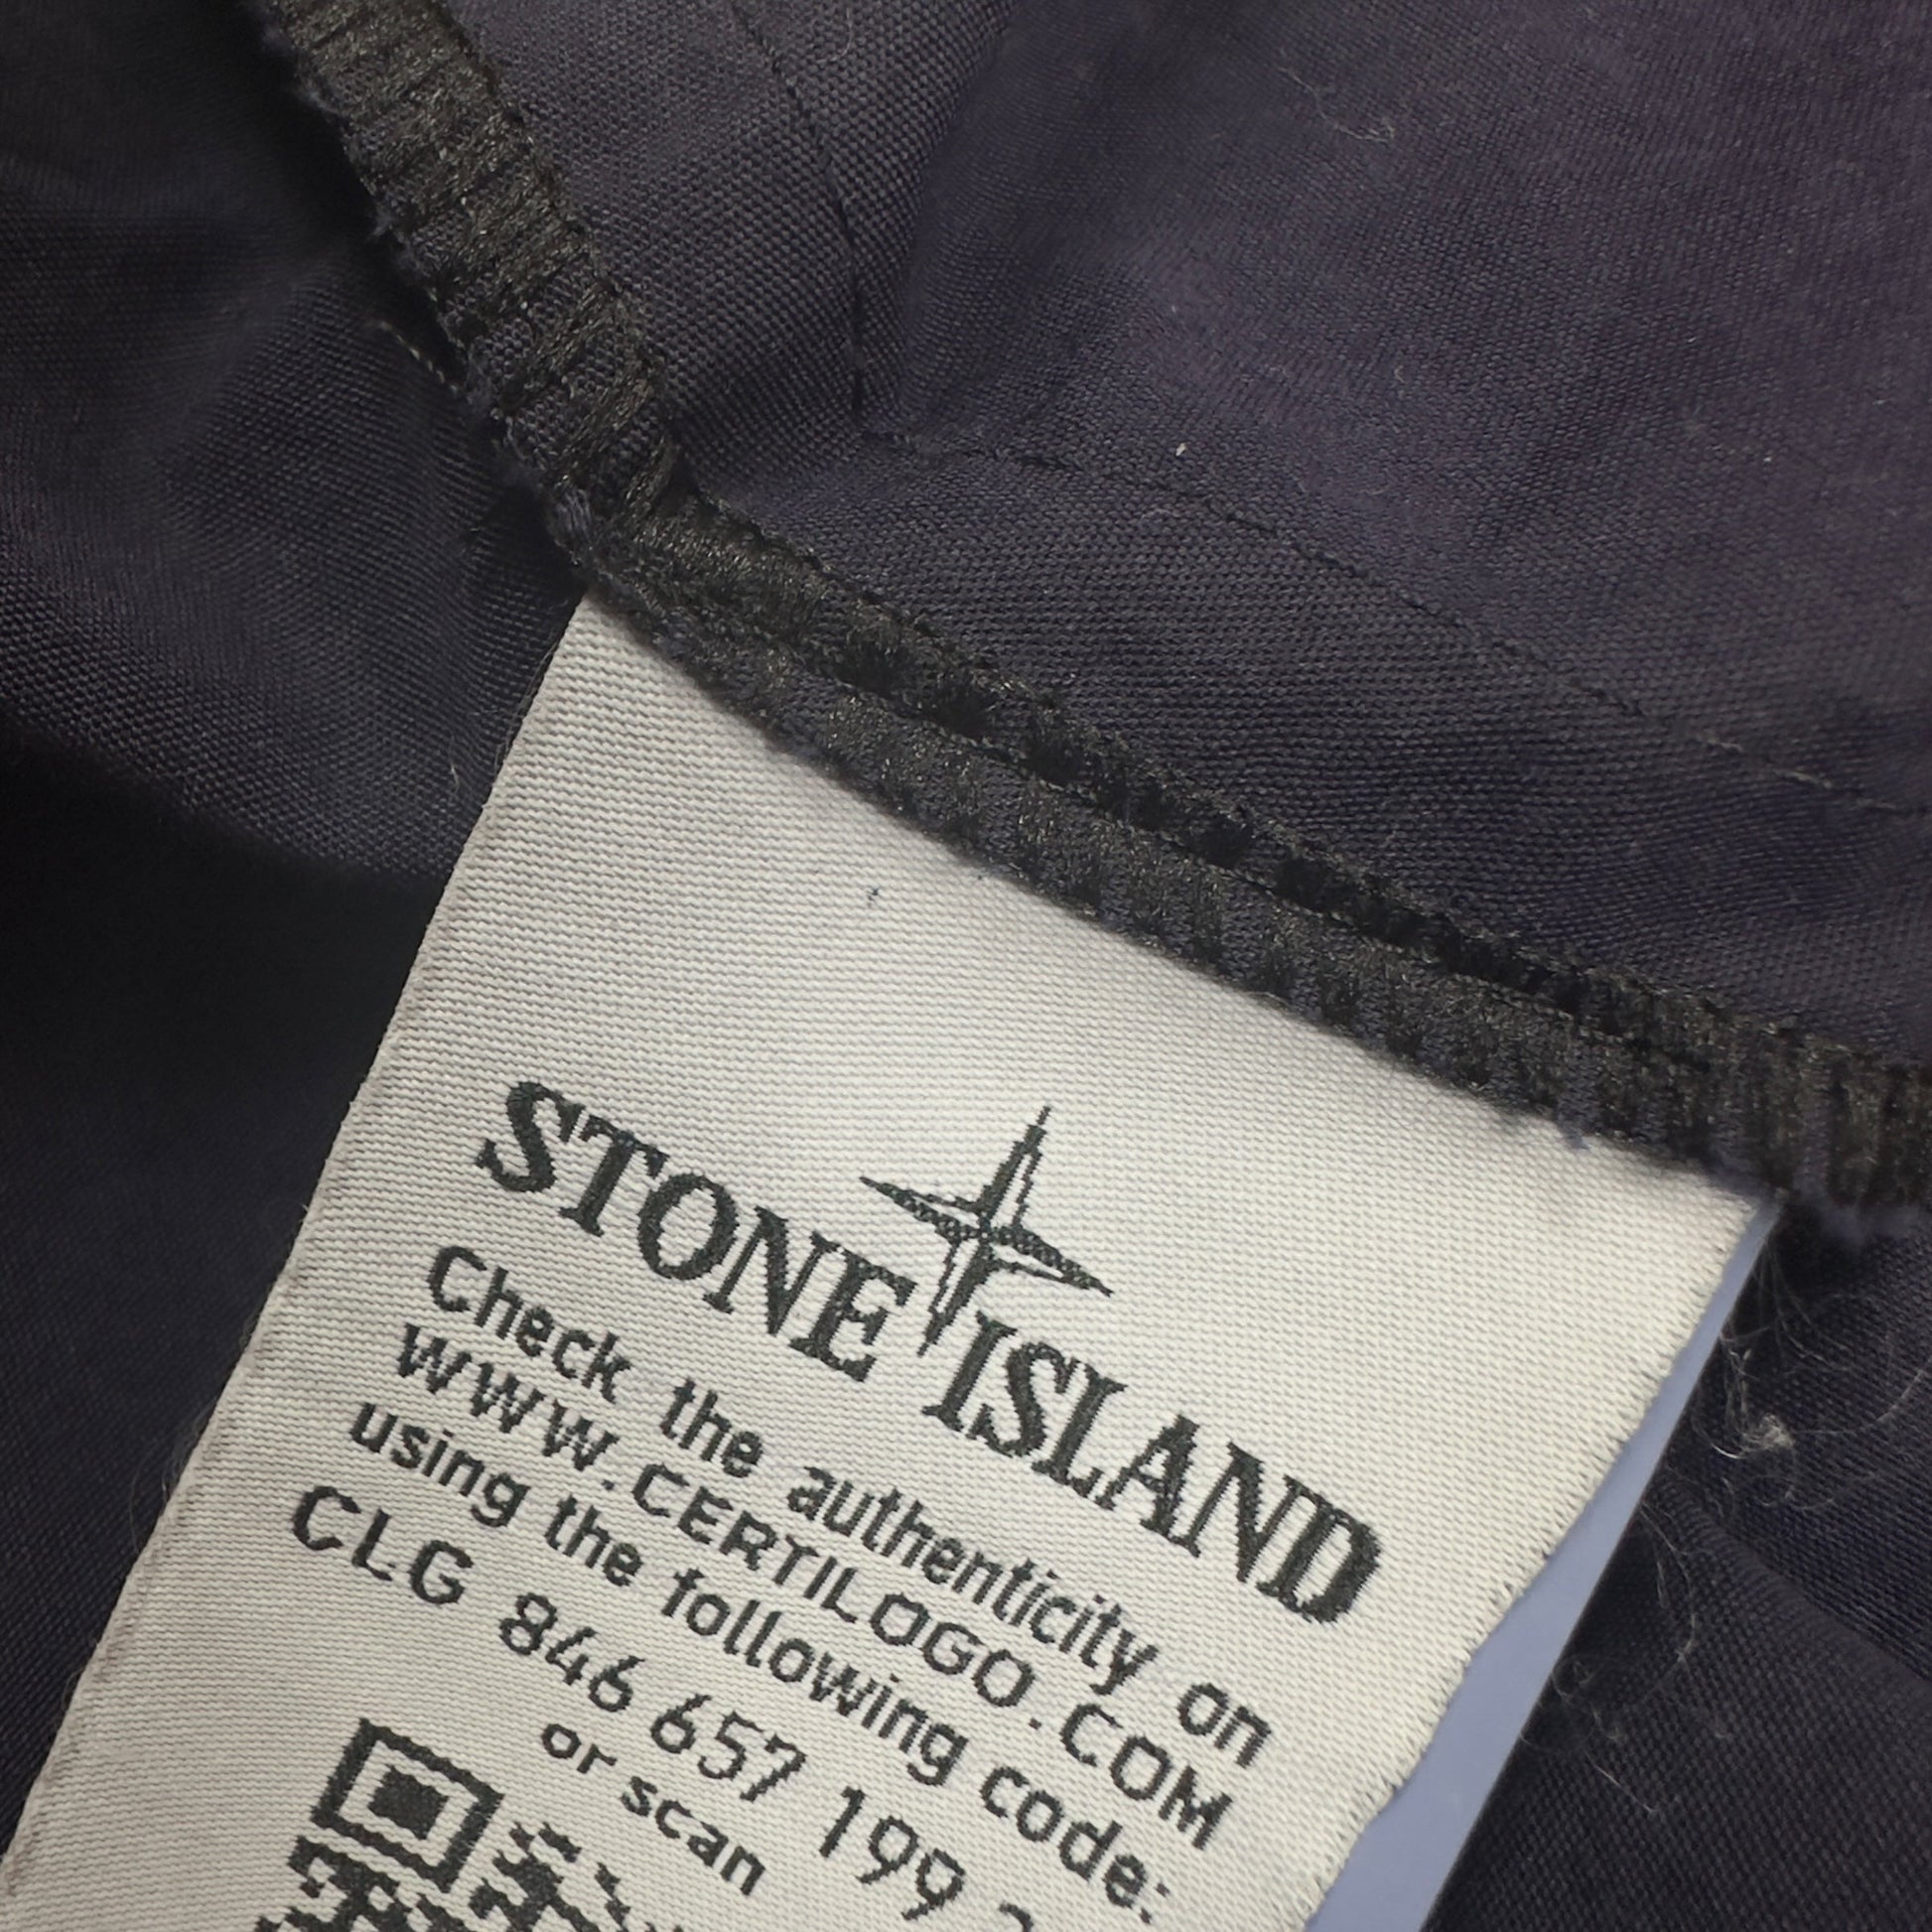 STONE ISLAND
Check the authenticity on
WWW.CERTILOGO.COM
using the following code:
CLG 846 657 199
or scan